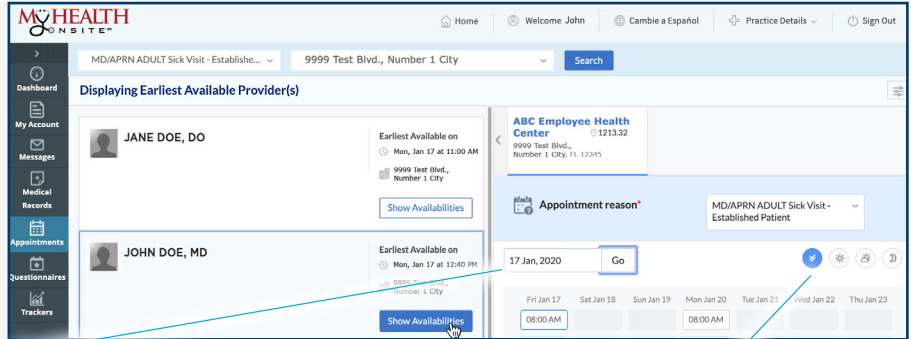 MYHEALTH
ONSITE
Home
Welcome John
Cambie a Español
Practice Details
Sign Out
MD/APRN ADULT Sick Visit - Establishe...
9999 Test Blvd., Number 1 City
Search
Dashboard
My Account
Messages
Medical
Records
Appointments
Questionnaires
Trackers
Displaying Earliest Available Provider(s)
JANE DOE, DO
Earliest Available on
Mon, Jan 17 at 11:00 AM
9999 Test Blvd.,
Number 1 City
Show Availabilities
JOHN DOE, MD
Earliest Available on
Mon, Jan 17 at 12:40 PM
9999 Test Blvd.,
Number 1 City
Show Availabilities
ABC Employee Health
Center 1213.32
9999 Test Blvd.,
Number 1 City, FL 12345
Appointment reason*
MD/APRN ADULT Sick Visit -
Established Patient
17 Jan, 2020
Go
Fri Jan 17 Sat Jan 18 Sun Jan 19 Mon Jan 20 Tue Jan 21 Wed Jan 22 Thu Jan 23
08:00 AM 08:00 AM